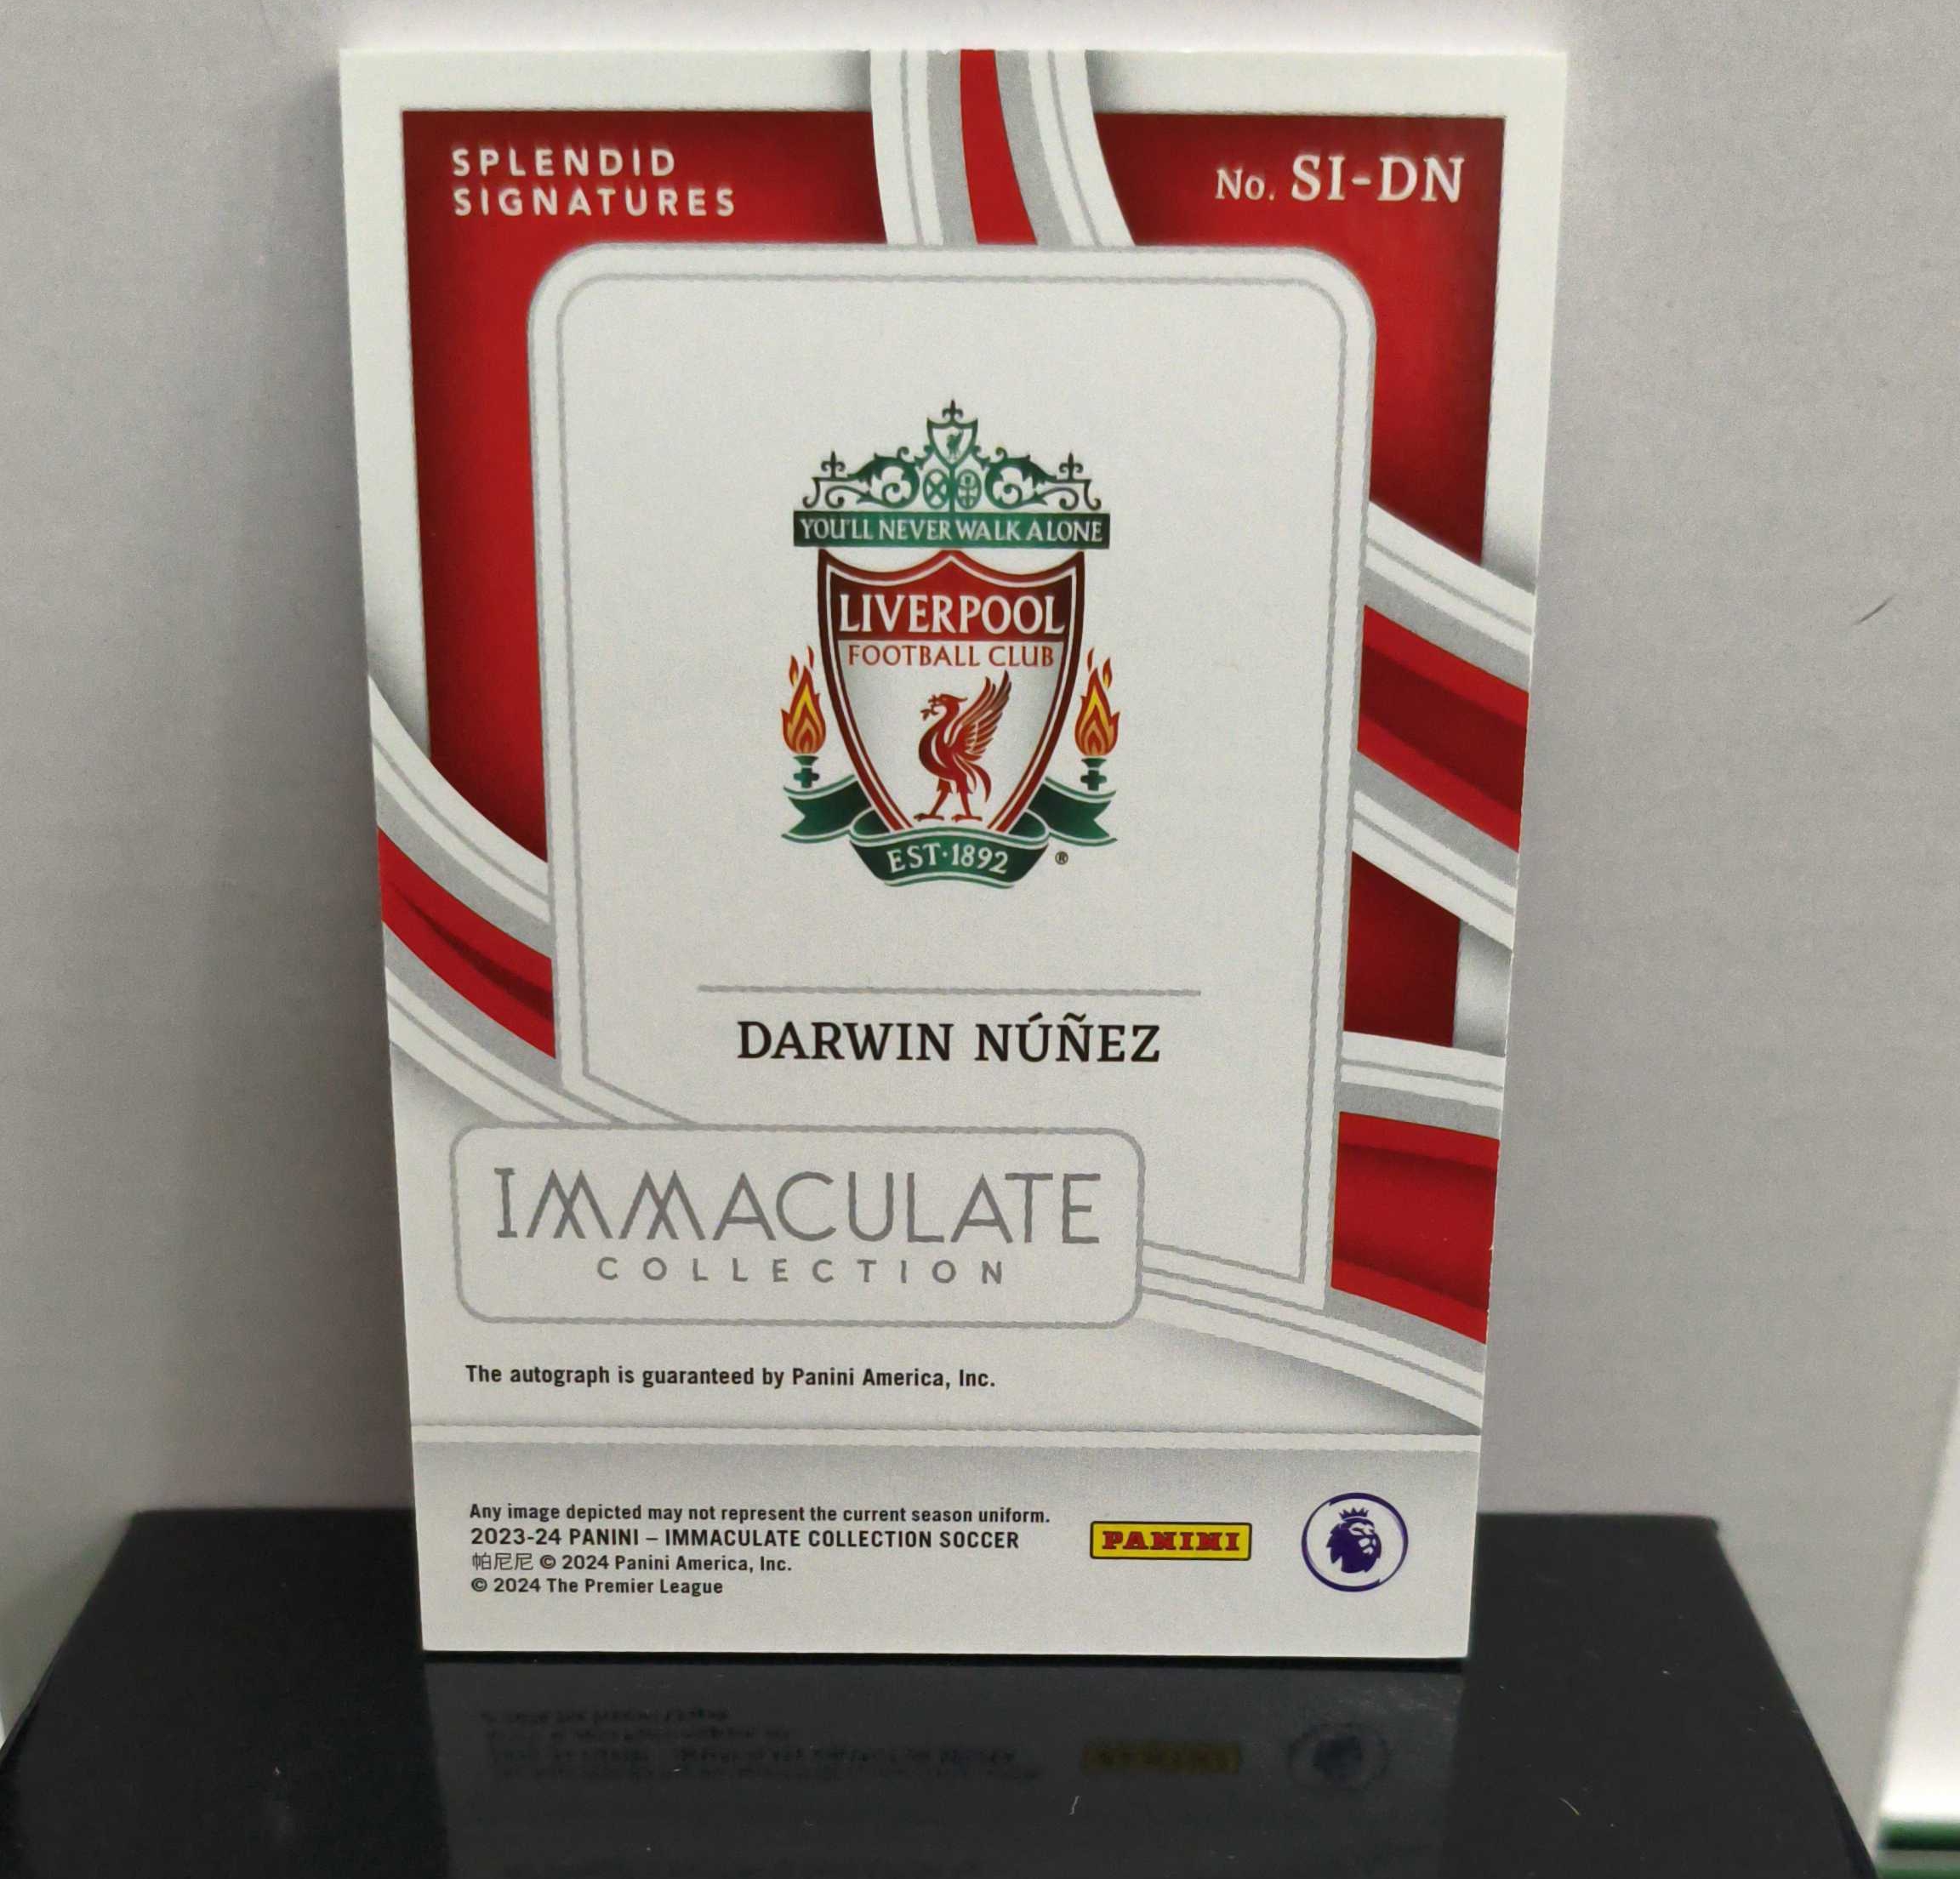 SPLENDID
SIGNATURES
No. SI-DN
YOU'LL NEVER WALK ALONE
LIVERPOOL
FOOTBALL CLUB
EST·1892
®
DARWIN NÚÑEZ
IMMACULATE
COLLECTION
The autograph is guaranteed by Panini America, Inc.
Any image depicted may not represent the current season uniform.
2023-24 PANINI – IMMACULATE COLLECTION SOCCER
帕尼尼 © 2024 Panini America, Inc.
© 2024 The Premier League
PANINI